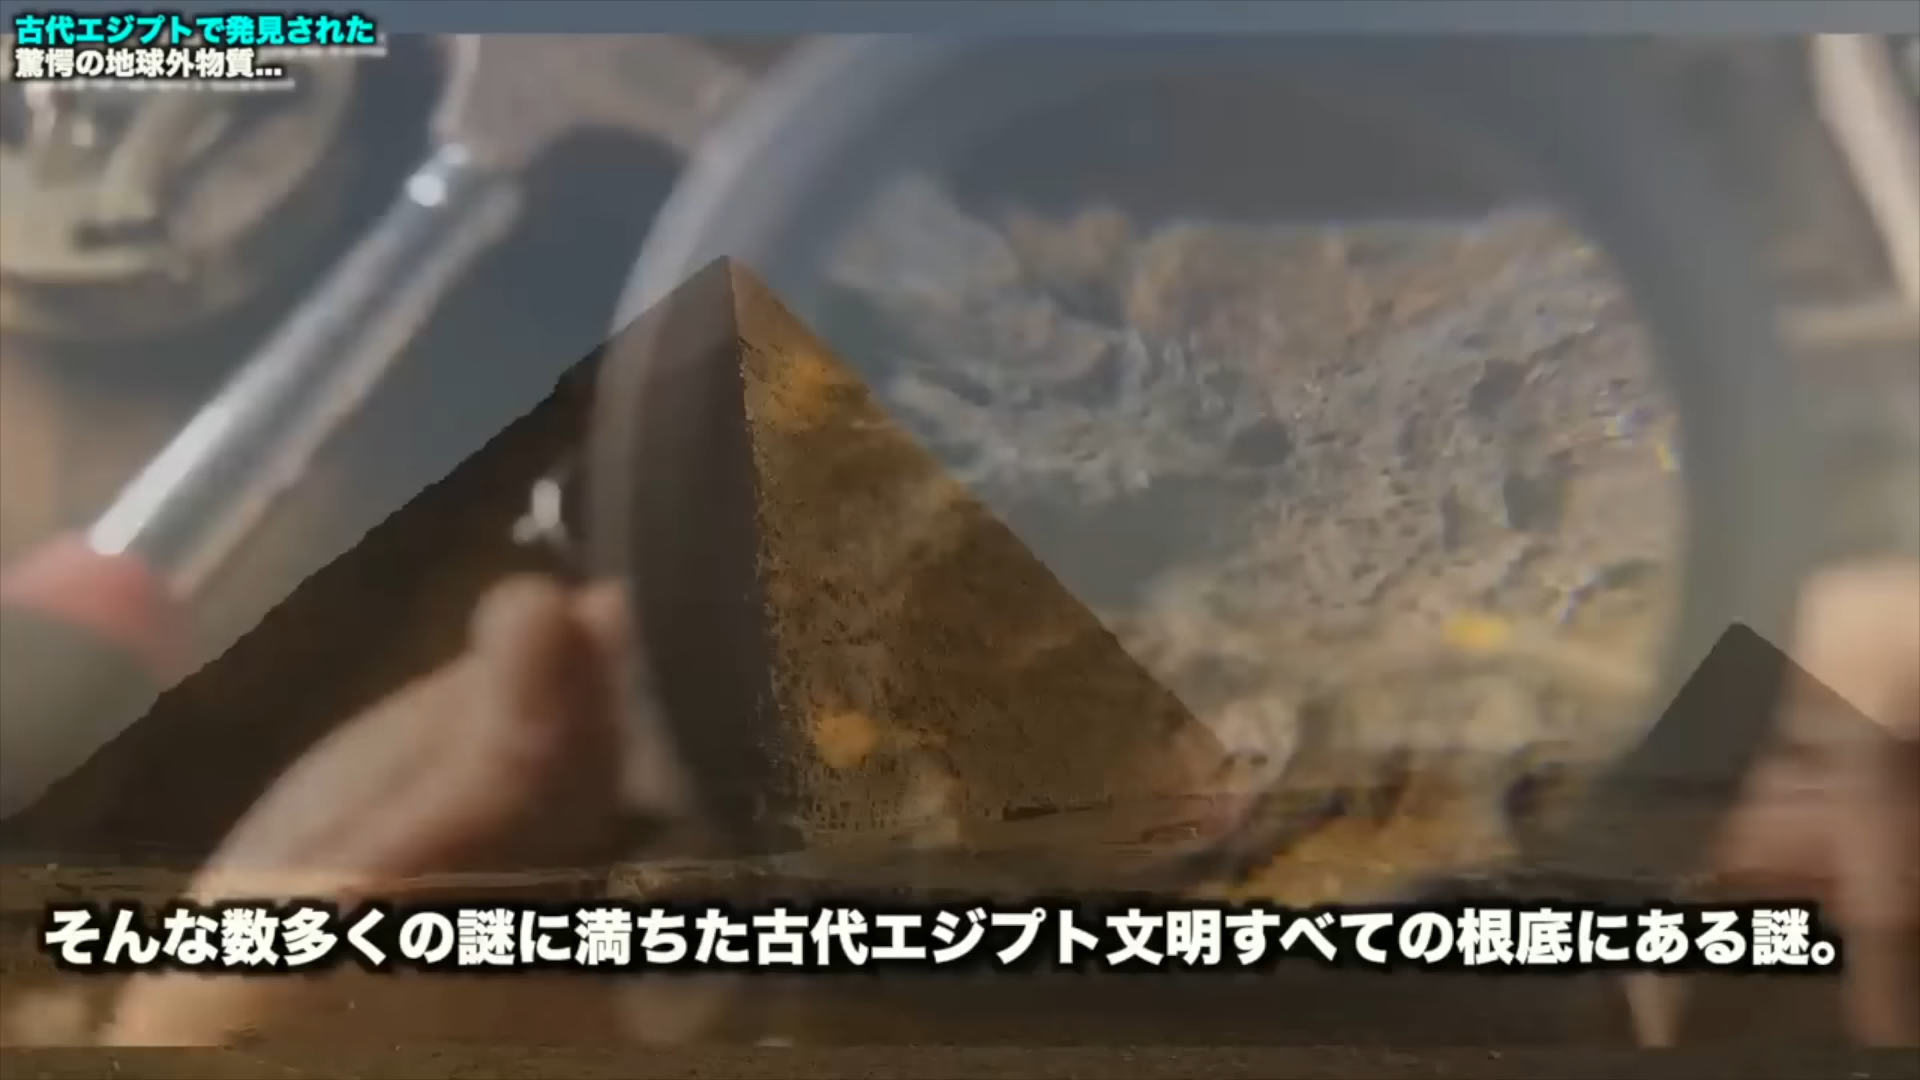 古代エジプトで発見された
驚愕の地球外物質...
そんな数多くの謎に満ちた古代エジプト文明すべての根底にある謎。